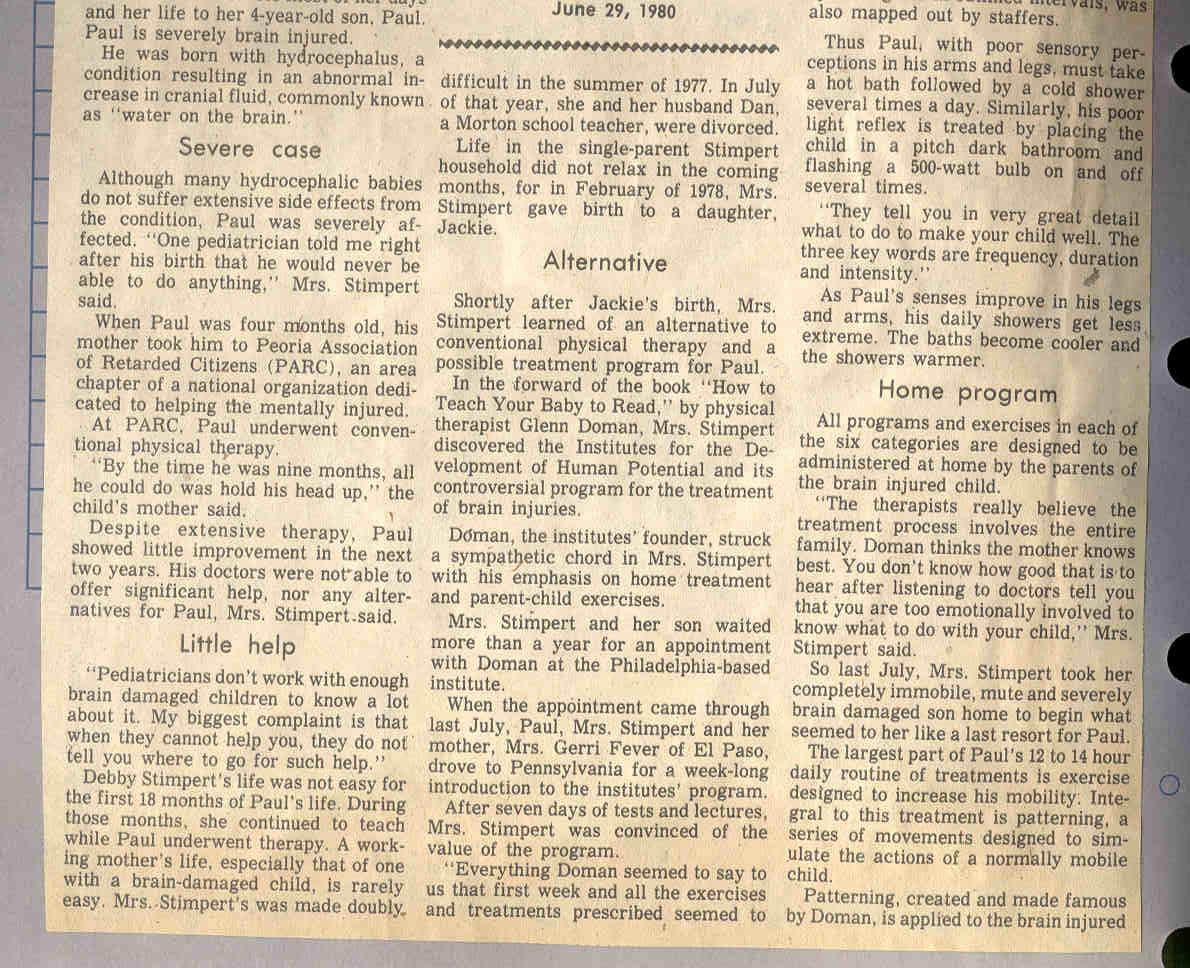 and her life to her 4-year-old son, Paul.
Paul is severely brain injured.
He was born with hydrocephalus, a
condition resulting in an abnormal in-
crease in cranial fluid, commonly known
as "water on the brain."
Severe case
Although many hydrocephalic babies
do not suffer extensive side effects from
the condition, Paul was severely af-
fected. "One pediatrician told me right
after his birth that he would never be
able to do anything," Mrs. Stimpert
said.
When Paul was four months old, his
mother took him to Peoria Association
of Retarded Citizens (PARC), an area
chapter of a national organization dedi-
cated to helping the mentally injured.
At PARC, Paul underwent conven-
tional physical therapy.
"By the time he was nine months, all
he could do was hold his head up," the
child's mother said.
Despite extensive therapy, Paul
showed little improvement in the next
two years. His doctors were not able to
offer significant help, nor any alter-
natives for Paul, Mrs. Stimpert said.
Little help
"Pediatricians don't work with enough
brain damaged children to know a lot
about it. My biggest complaint is that
when they cannot help you, they do not
tell you where to go for such help."
Debby Stimpert's life was not easy for
the first 18 months of Paul's life. During
those months, she continued to teach
while Paul underwent therapy. A work-
ing mother's life, especially that of one
with a brain-damaged child, is rarely
easy. Mrs. Stimpert's was made doubly
June 29, 1980
difficult in the summer of 1977. In July
of that year, she and her husband Dan,
a Morton school teacher, were divorced.
Life in the single-parent Stimpert
household did not relax in the coming
months, for in February of 1978, Mrs.
Stimpert gave birth to a daughter,
Jackie.
Alternative
Shortly after Jackie's birth, Mrs.
Stimpert learned of an alternative to
conventional physical therapy and a
possible treatment program for Paul.
In the forward of the book "How to
Teach Your Baby to Read," by physical
therapist Glenn Doman, Mrs. Stimpert
discovered the Institutes for the De-
velopment of Human Potential and its
controversial program for the treatment
of brain injuries.
Doman, the institutes' founder, struck
a sympathetic chord in Mrs. Stimpert
with his emphasis on home treatment
and parent-child exercises.
Mrs. Stimpert and her son waited
more than a year for an appointment
with Doman at the Philadelphia-based
institute.
When the appointment came through
last July, Paul, Mrs. Stimpert and her
mother, Mrs. Gerri Fever of El Paso,
drove to Pennsylvania for a week-long
introduction to the institutes' program.
After seven days of tests and lectures,
Mrs. Stimpert was convinced of the
value of the program.
"Everything Doman seemed to say to
us that first week and all the exercises
and treatments prescribed seemed to
intervals, was
also mapped out by staffers.
Thus Paul, with poor sensory per-
ceptions in his arms and legs, must take
a hot bath followed by a cold shower
several times a day. Similarly, his poor
light reflex is treated by placing the
child in a pitch dark bathroom and
flashing a 500-watt bulb on and off
several times.
"They tell you in very great detail
what to do to make your child well. The
three key words are frequency, duration
and intensity."
As Paul's senses improve in his legs
and arms, his daily showers get less
extreme. The baths become cooler and
the showers warmer.
Home program
All programs and exercises in each of
the six categories are designed to be
administered at home by the parents of
the brain injured child.
"The therapists really believe the
treatment process involves the entire
family. Doman thinks the mother knows
best. You don't know how good that is to
hear after listening to doctors tell you
that you are too emotionally involved to
know what to do with your child," Mrs.
Stimpert said.
So last July, Mrs. Stimpert took her
completely immobile, mute and severely
brain damaged son home to begin what
seemed to her like a last resort for Paul.
The largest part of Paul's 12 to 14 hour
daily routine of treatments is exercise
designed to increase his mobility. Inte-
gral to this treatment is patterning, a
series of movements designed to sim-
ulate the actions of a normally mobile
child.
Patterning, created and made famous
by Doman, is applied to the brain injured